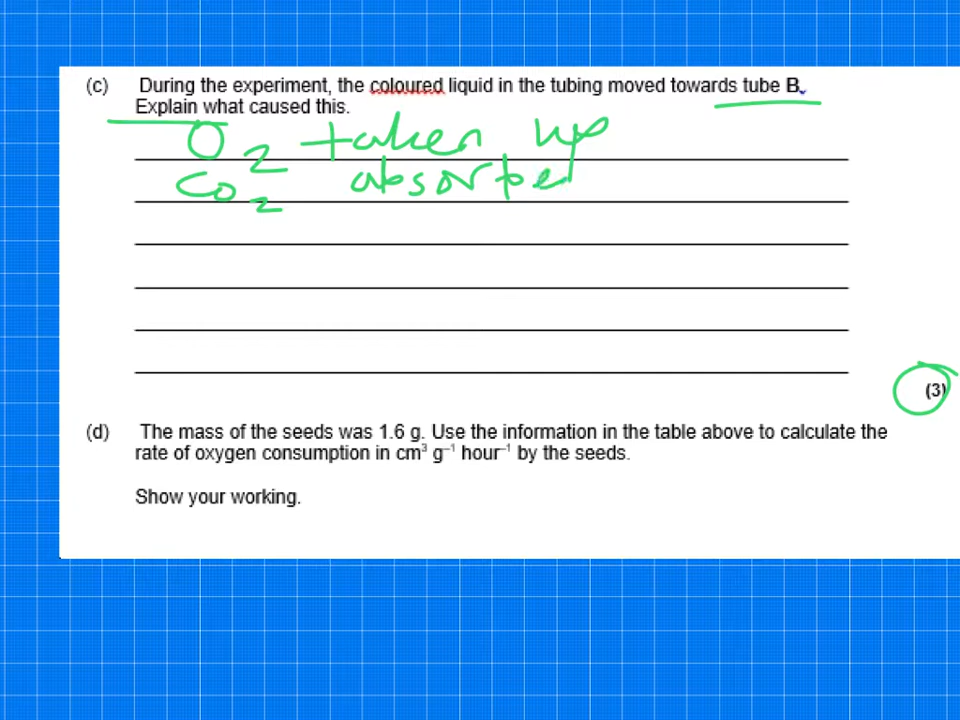 (c) During the experiment, the coloured liquid in the tubing moved towards tube B.
Explain what caused this.
O2 taken up
CO2 absorbe
(3)
(d) The mass of the seeds was 1.6 g. Use the information in the table above to calculate the
rate of oxygen consumption in cm³ g⁻¹ hour⁻¹ by the seeds.
Show your working.